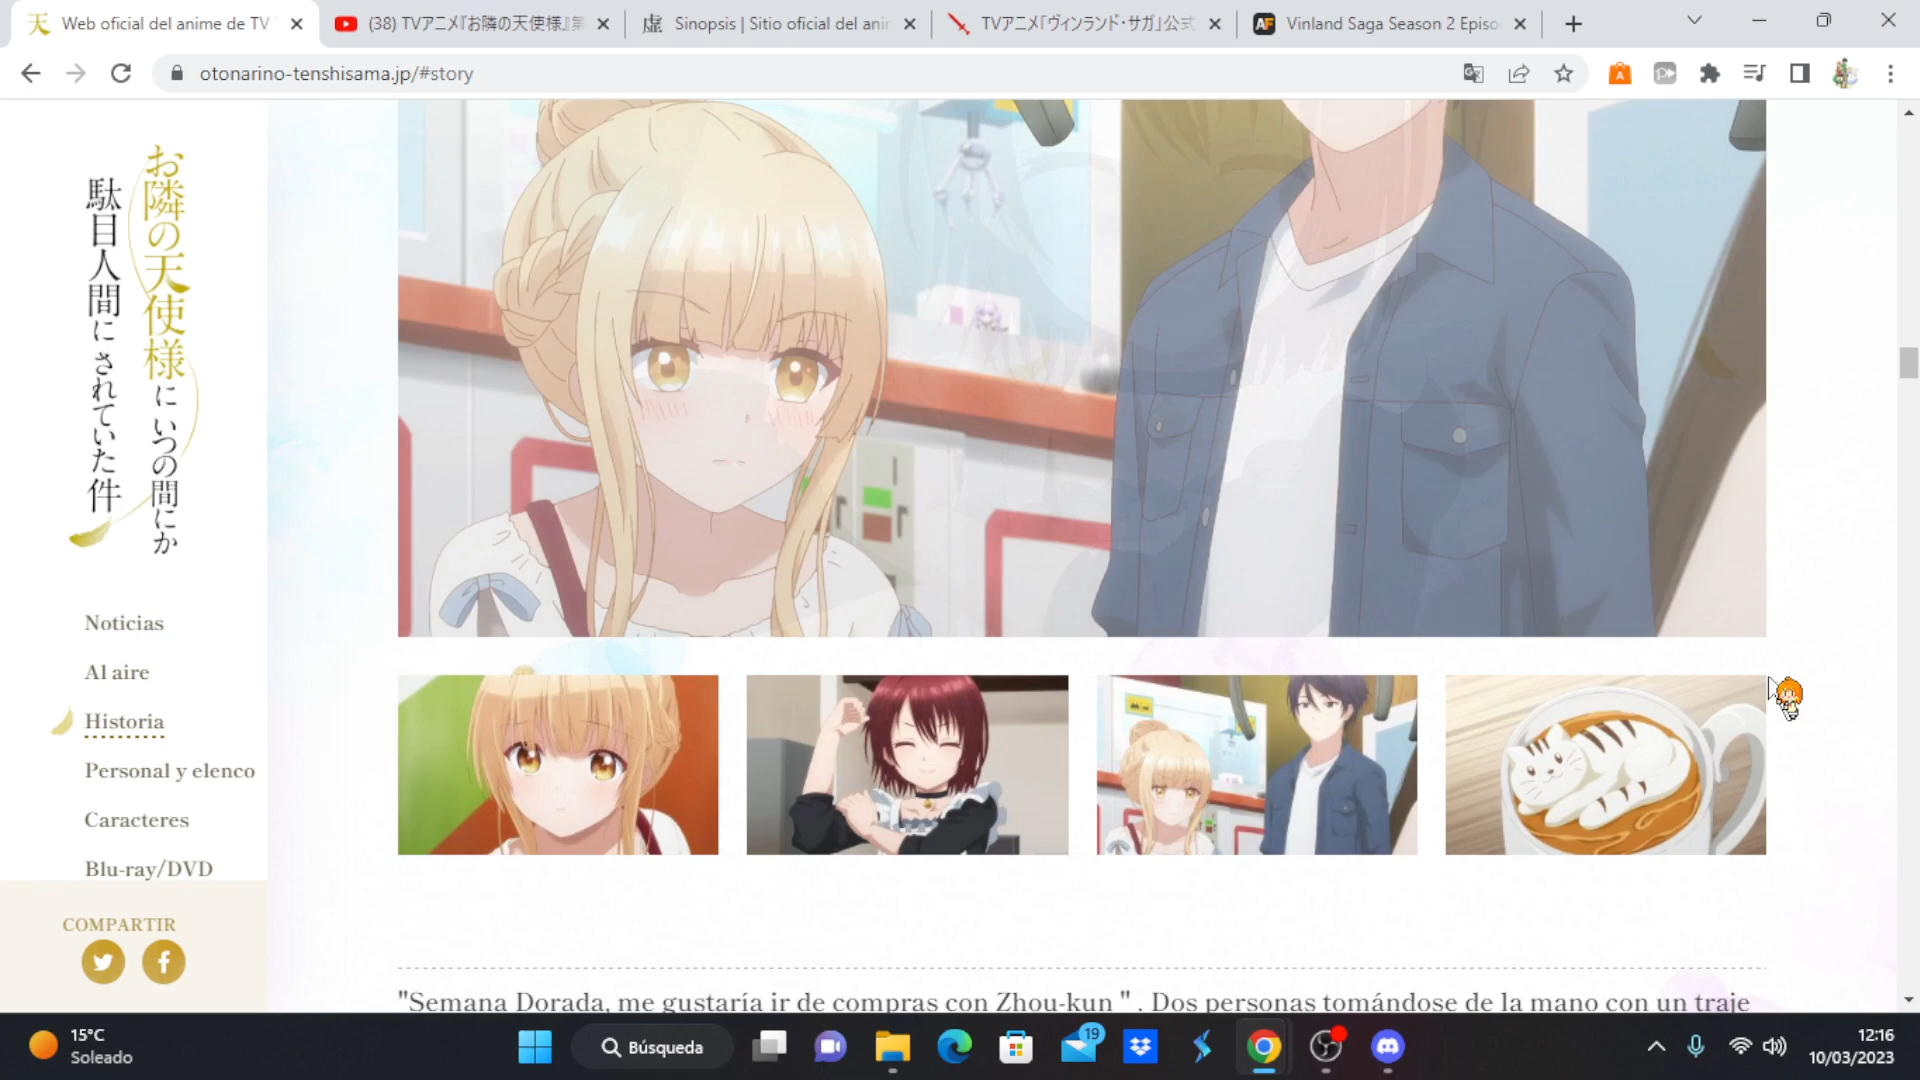 Web oficial del anime de TV
(38) TVアニメ『お隣の天使様』第
Sinopsis | Sitio oficial del anim
TVアニメ「ヴィンランド・サガ」公式
Vinland Saga Season 2 Episo
otonarino-tenshisama.jp/#story
お隣の天使様にいつの間にか
駄目人間にされていた件
Noticias
Al aire
Historia
Personal y elenco
Caracteres
Blu-ray/DVD
COMPARTIR
"Semana Dorada, me gustaría ir de compras con Zhou-kun " . Dos personas tomándose de la mano con un traje
15°C
Soleado
Búsqueda
19
12:16
10/03/2023